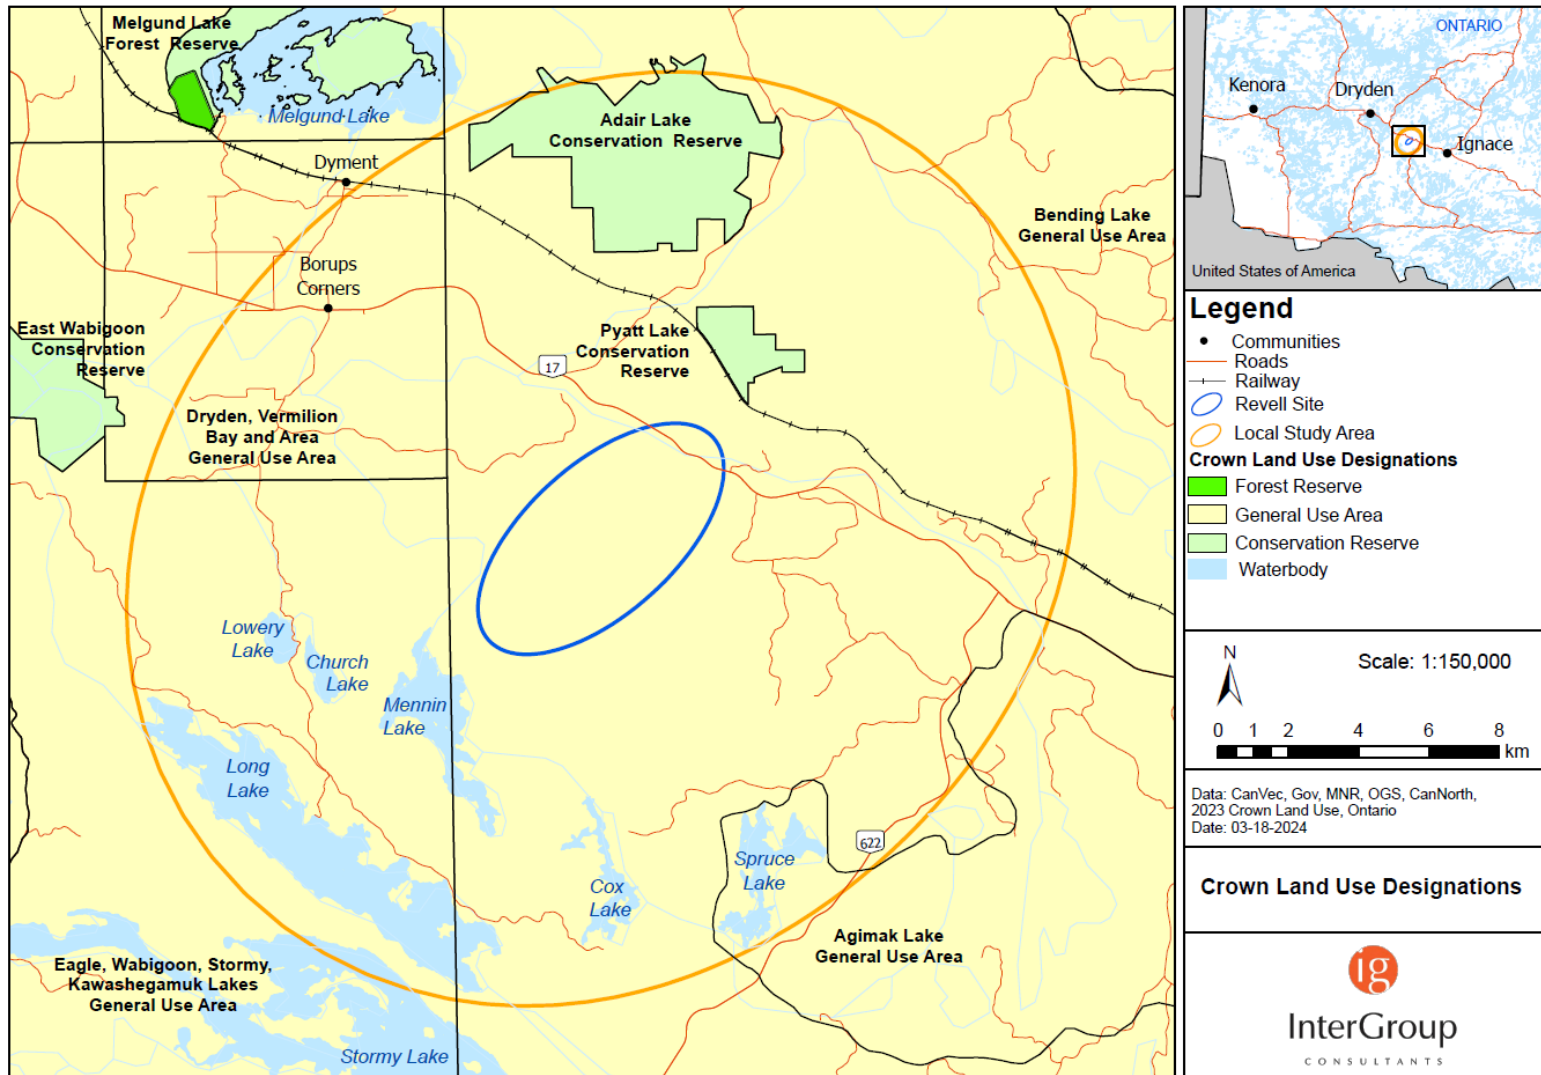 Melgund Lake
Forest Reserve
Melgund Lake
Dyment
Adair Lake
Conservation Reserve
Bending Lake
General Use Area
Borups
Corners
East Wabigoon
Conservation
Reserve
Pyatt Lake
Conservation
Reserve
17
Dryden, Vermilion
Bay and Area
General Use Area
Lowery
Lake
Church
Lake
Mennin
Lake
Long
Lake
Cox
Lake
Spruce
Lake
622
Agimak Lake
General Use Area
Eagle, Wabigoon, Stormy,
Kawashegamuk Lakes
General Use Area
Stormy Lake
ONTARIO
Kenora
Dryden
Ignace
United States of America
Legend
Communities
Roads
Railway
Revell Site
Local Study Area
Crown Land Use Designations
Forest Reserve
General Use Area
Conservation Reserve
Waterbody
N
Scale: 1:150,000
0 1 2 4 6 8
km
Data: CanVec, Gov, MNR, OGS, CanNorth,
2023 Crown Land Use, Ontario
Date: 03-18-2024
Crown Land Use Designations
ig
InterGroup
CONSULTANTS